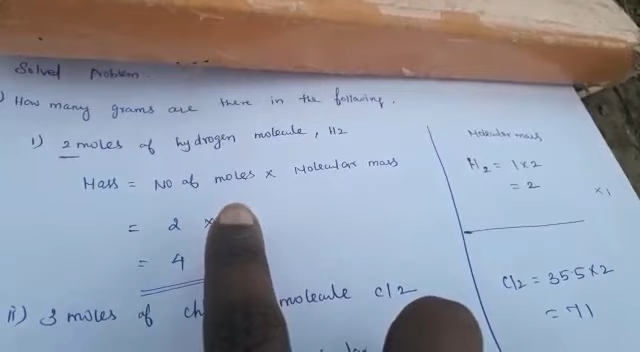 Solved Problem.
How many grams are there in the following.
i) 2 moles of hydrogen molecule, H2
Mass = No of moles x Molecular mass
= 2 x
= 4
ii) 3 moles of ch molecule Cl2
Molecular mass
H2 = 1x2
= 2
x1
Cl2 = 35.5x2
= 71